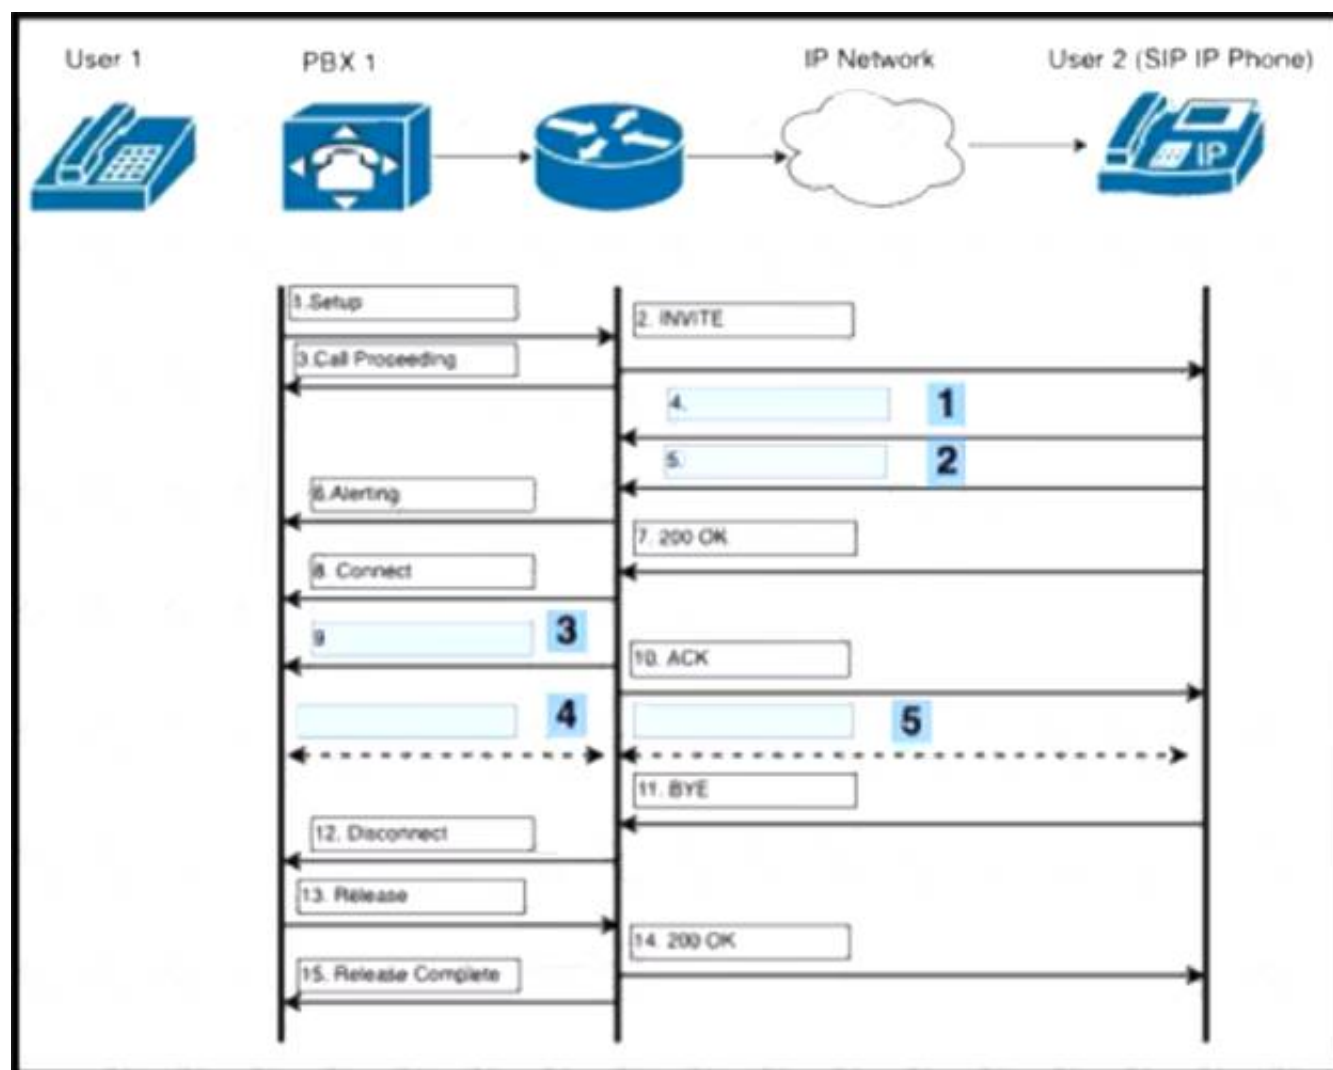 User 1
PBX 1
IP Network
User 2 (SIP IP Phone)
IP
1.Setup
2. INVITE
3.Call Proceeding
4.
1
5.
2
6.Alerting
7. 200 OK
8. Connect
9
3
10. ACK
4
5
11. BYE
12. Disconnect
13. Release
14. 200 OK
15. Release Complete